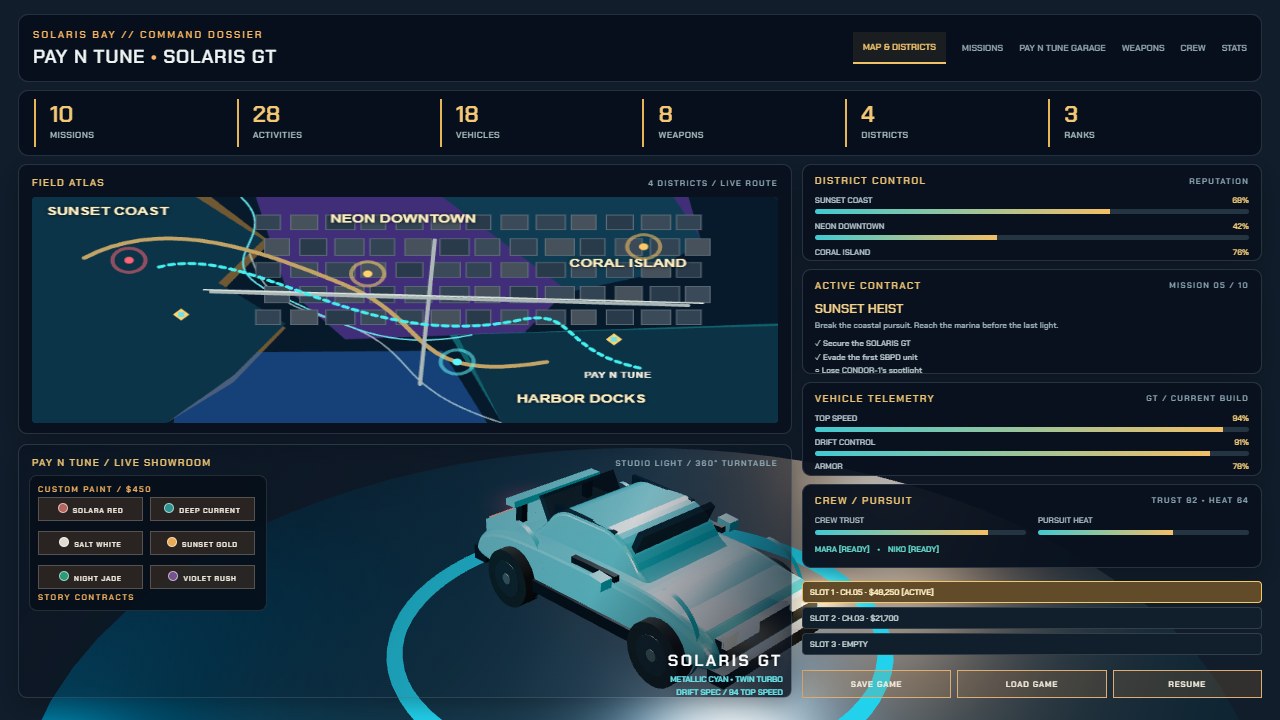 SOLARIS BAY // COMMAND DOSSIER
PAY N TUNE • SOLARIS GT
MAP & DISTRICTS
MISSIONS
PAY N TUNE GARAGE
WEAPONS
CREW
STATS
10
MISSIONS
28
ACTIVITIES
18
VEHICLES
8
WEAPONS
4
DISTRICTS
3
RANKS
FIELD ATLAS
4 DISTRICTS / LIVE ROUTE
SUNSET COAST
NEON DOWNTOWN
CORAL ISLAND
PAY N TUNE
HARBOR DOCKS
DISTRICT CONTROL
REPUTATION
SUNSET COAST 68%
NEON DOWNTOWN 42%
CORAL ISLAND 76%
ACTIVE CONTRACT
MISSION 05 / 10
SUNSET HEIST
Break the coastal pursuit. Reach the marina before the last light.
✓ Secure the SOLARIS GT
✓ Evade the first SBPD unit
○ Lose CONDOR-1's spotlight
VEHICLE TELEMETRY
GT / CURRENT BUILD
TOP SPEED 94%
DRIFT CONTROL 91%
ARMOR 78%
PAY N TUNE / LIVE SHOWROOM
STUDIO LIGHT / 360° TURNTABLE
CUSTOM PAINT / $450
SOLARA RED
DEEP CURRENT
SALT WHITE
SUNSET GOLD
NIGHT JADE
VIOLET RUSH
STORY CONTRACTS
SOLARIS GT
METALLIC CYAN • TWIN TURBO
DRIFT SPEC / 94 TOP SPEED
CREW / PURSUIT
TRUST 82 • HEAT 64
CREW TRUST
PURSUIT HEAT
MARA [READY] • NIKO [READY]
SLOT 1 - CH.05 - $48,250 [ACTIVE]
SLOT 2 - CH.03 - $21,700
SLOT 3 - EMPTY
SAVE GAME
LOAD GAME
RESUME